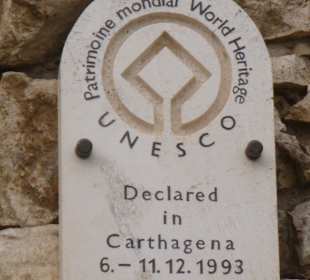 Patrimoine mondial World Heritage
UNESCO
Declared
in
Carthagena
6.– 11.12.1993